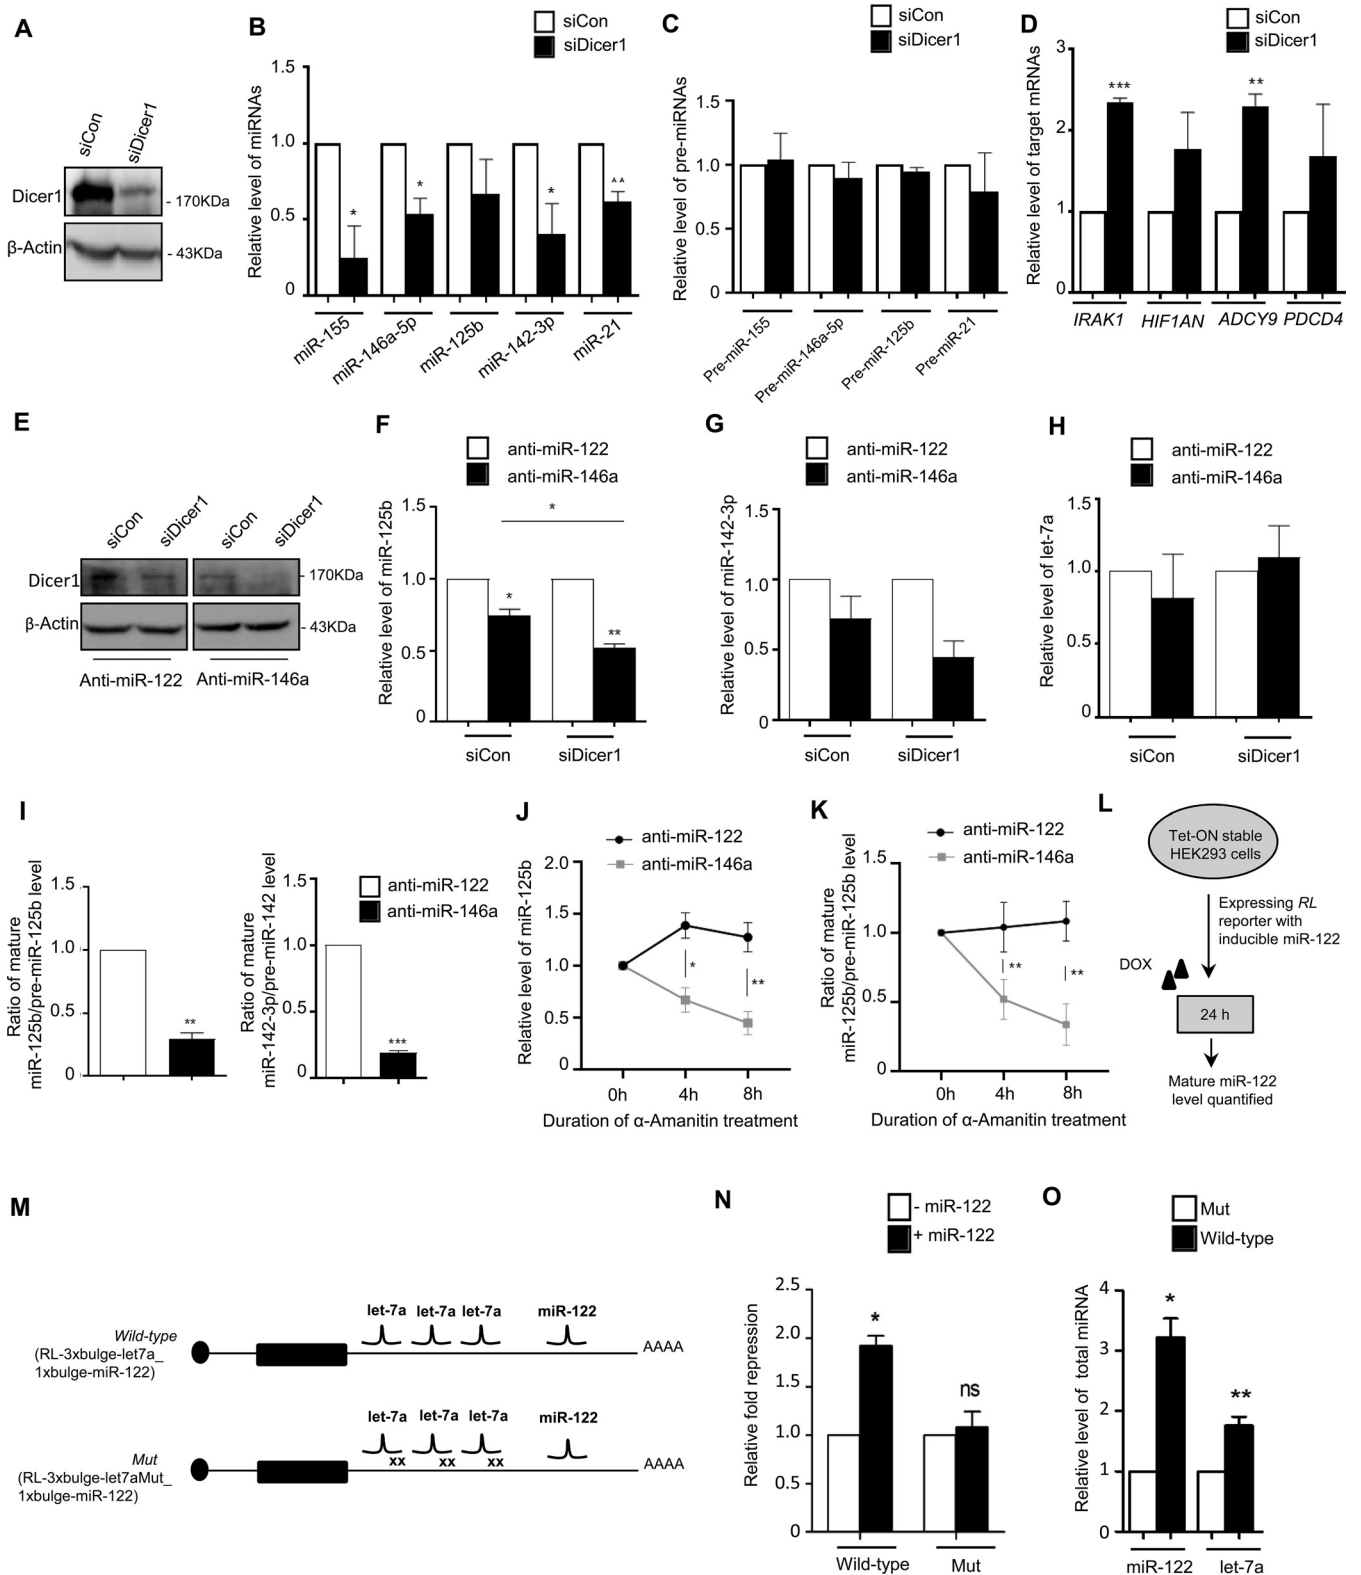 A
siCon
siDicer1
Dicer1
- 170KDa
β-Actin
- 43KDa
B
siCon
siDicer1
Relative level of miRNAs
1.5
1.0
0.5
0
*
*
*
**
miR-155
miR-146a-5p
miR-125b
miR-142-3p
miR-21
C
siCon
siDicer1
Relative level of pre-miRNAs
1.5
1.0
0.5
0
Pre-miR-155
Pre-miR-146a-5p
Pre-miR-125b
Pre-miR-21
D
siCon
siDicer1
Relative level of target mRNAs
3
2
1
0
***
**
IRAK1
HIF1AN
ADCY9
PDCD4
E
siCon
siDicer1
siCon
siDicer1
Dicer1
- 170KDa
β-Actin
- 43KDa
Anti-miR-122
Anti-miR-146a
F
anti-miR-122
anti-miR-146a
Relative level of miR-125b
1.5
1.0
0.5
0
*
*
**
siCon
siDicer1
G
anti-miR-122
anti-miR-146a
Relative level of miR-142-3p
1.5
1.0
0.5
0
siCon
siDicer1
H
anti-miR-122
anti-miR-146a
Relative level of let-7a
1.5
1.0
0.5
0
siCon
siDicer1
I
Ratio of mature
miR-125b/pre-miR-125b level
1.5
1.0
0.5
0
**
Ratio of mature
miR-142-3p/pre-miR-142 level
1.5
1.0
0.5
0
***
anti-miR-122
anti-miR-146a
J
anti-miR-122
anti-miR-146a
Relative level of miR-125b
2.0
1.5
1.0
0.5
0
*
**
0h
4h
8h
Duration of α-Amanitin treatment
K
anti-miR-122
anti-miR-146a
Ratio of mature
miR-125b/pre-miR-125b level
1.5
1.0
0.5
0
**
**
0h
4h
8h
Duration of α-Amanitin treatment
L
Tet-ON stable
HEK293 cells
Expressing RL
reporter with
inducible miR-122
DOX
24 h
Mature miR-122
level quantified
M
Wild-type
(RL-3xbulge-let7a_
1xbulge-miR-122)
let-7a
let-7a
let-7a
miR-122
AAAA
Mut
(RL-3xbulge-let7aMut_
1xbulge-miR-122)
let-7a
let-7a
let-7a
miR-122
xx
xx
xx
AAAA
N
- miR-122
+ miR-122
Relative fold repression
2.5
2.0
1.5
1.0
0.5
0
*
ns
Wild-type
Mut
O
Mut
Wild-type
Relative level of total miRNA
4
3
2
1
0
*
**
miR-122
let-7a